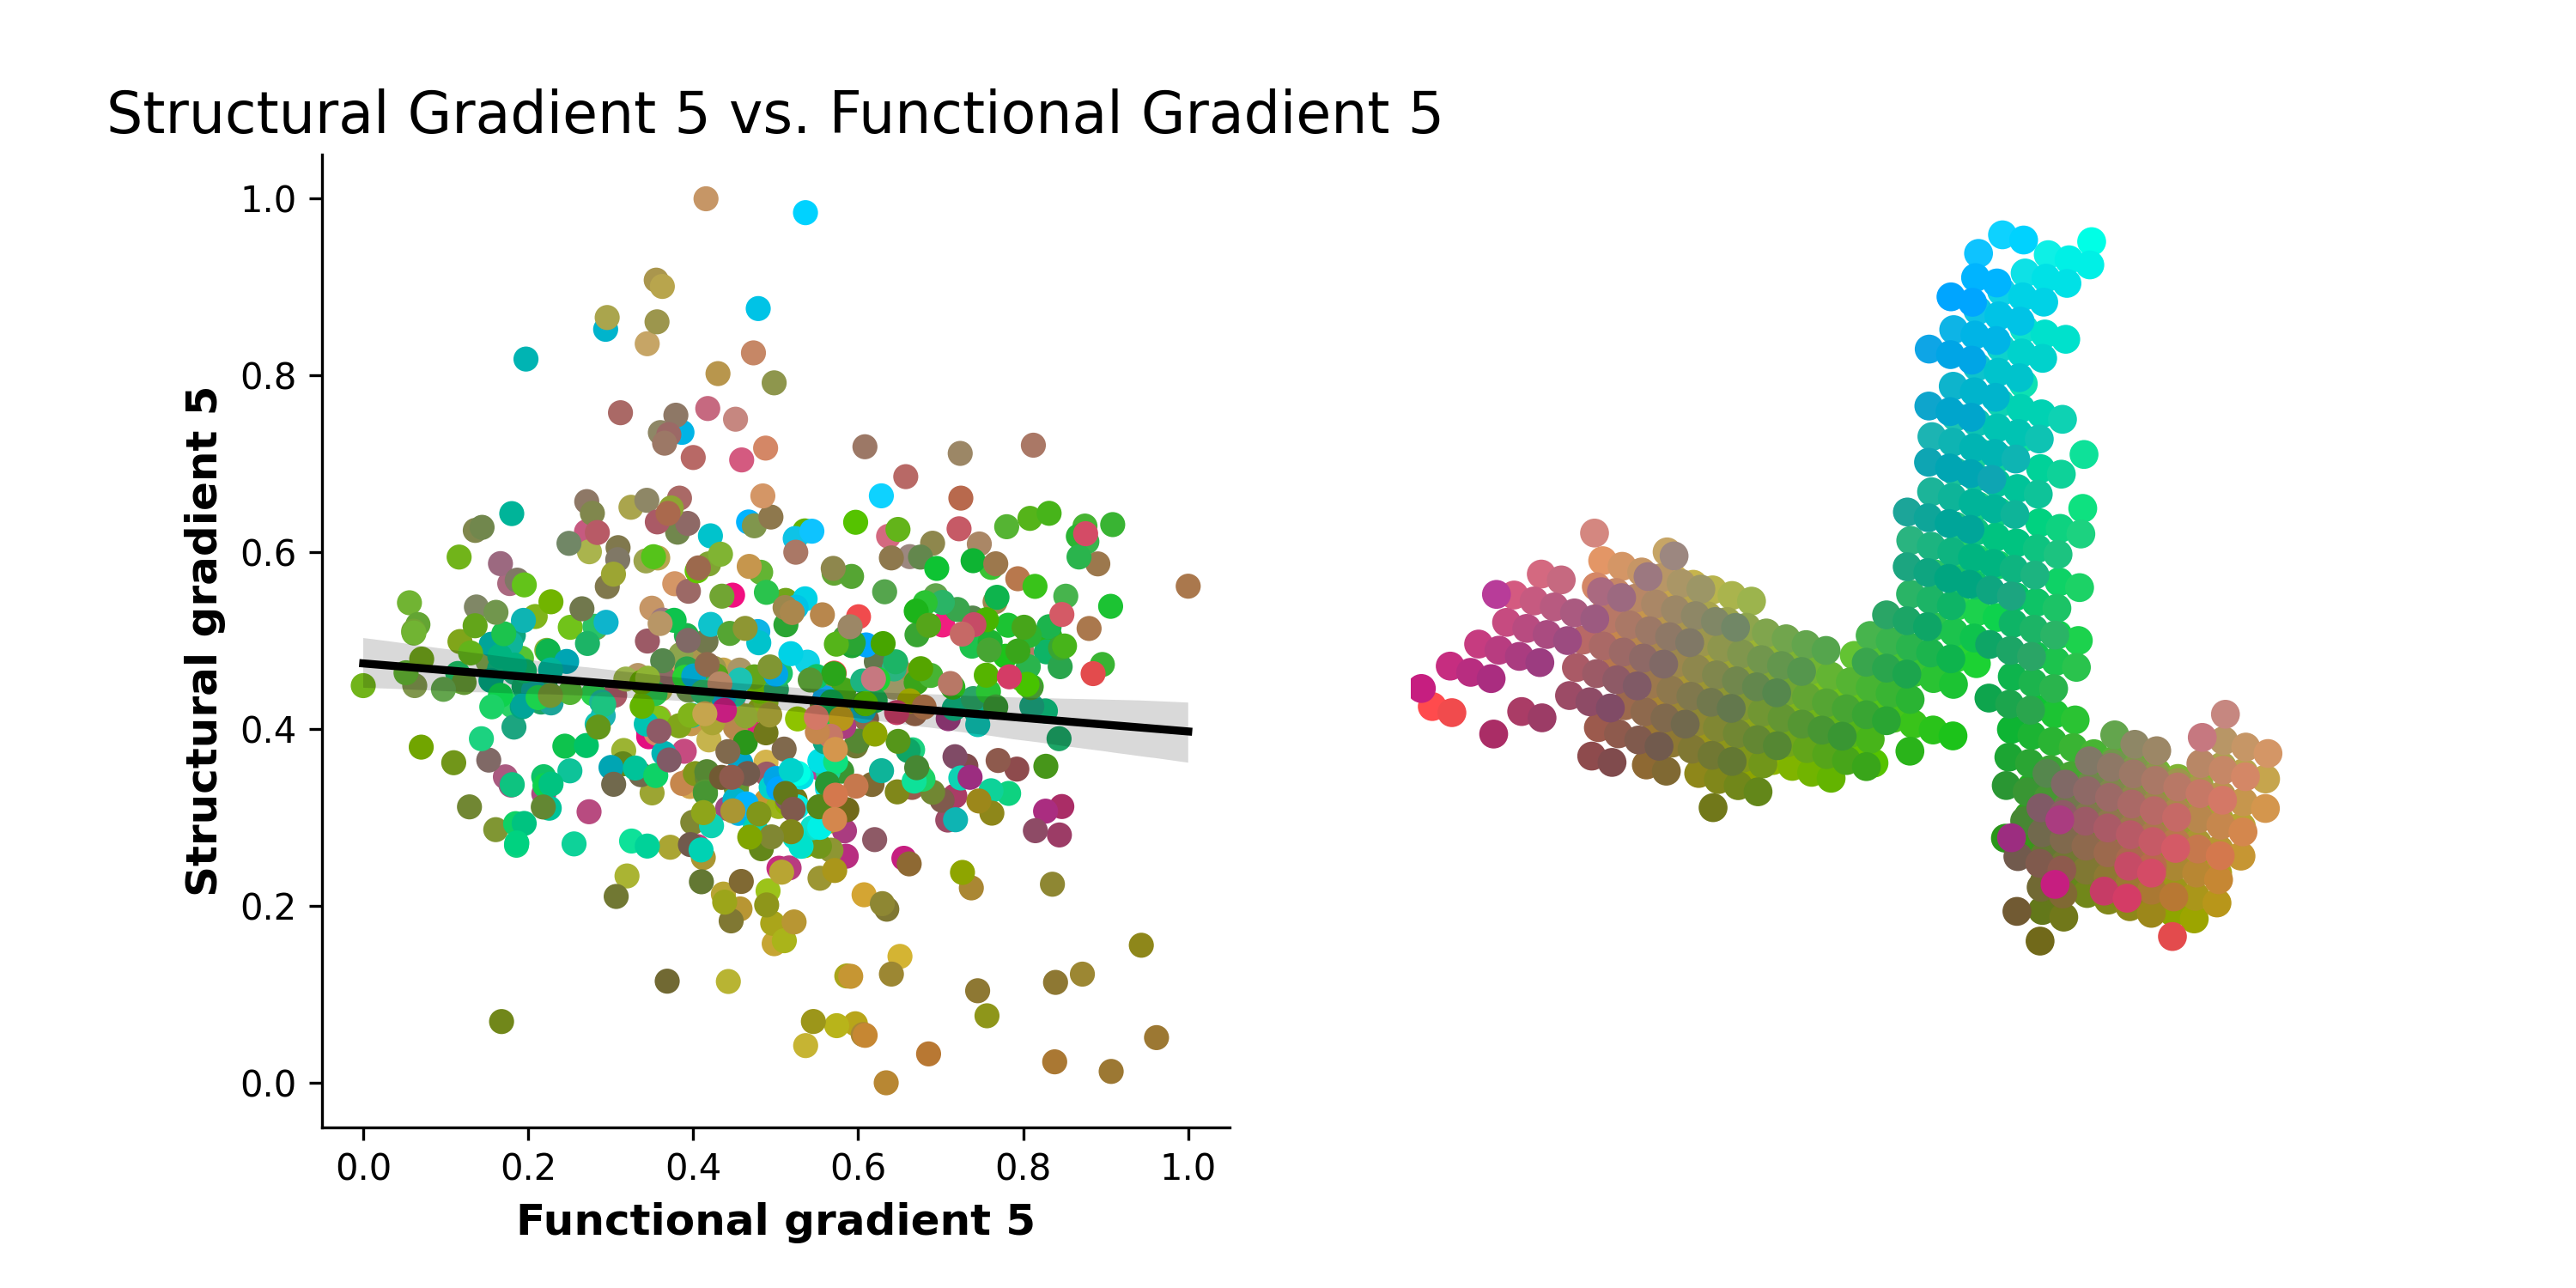 Structural Gradient 5 vs. Functional Gradient 5
Structural gradient 5
1.0
0.8
0.6
0.4
0.2
0.0
0.0 0.2 0.4 0.6 0.8 1.0
Functional gradient 5